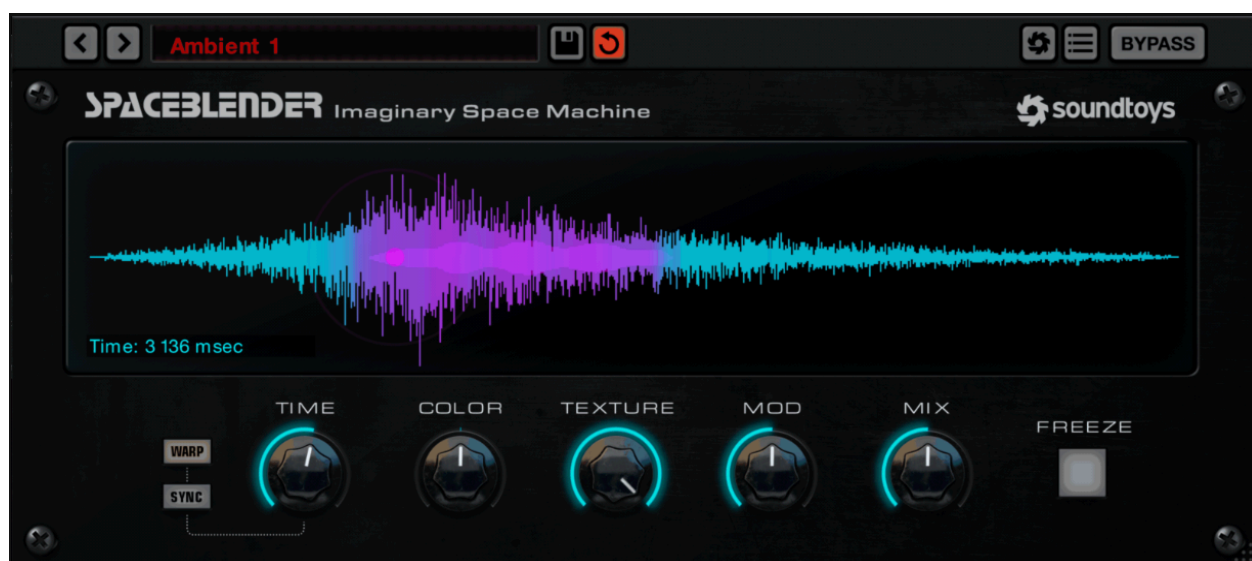 Ambient 1
BYPASS
SPACEBLENDER Imaginary Space Machine
soundtoys
Time: 3 136 msec
TIME
COLOR
TEXTURE
MOD
MIX
FREEZE
WARP
SYNC